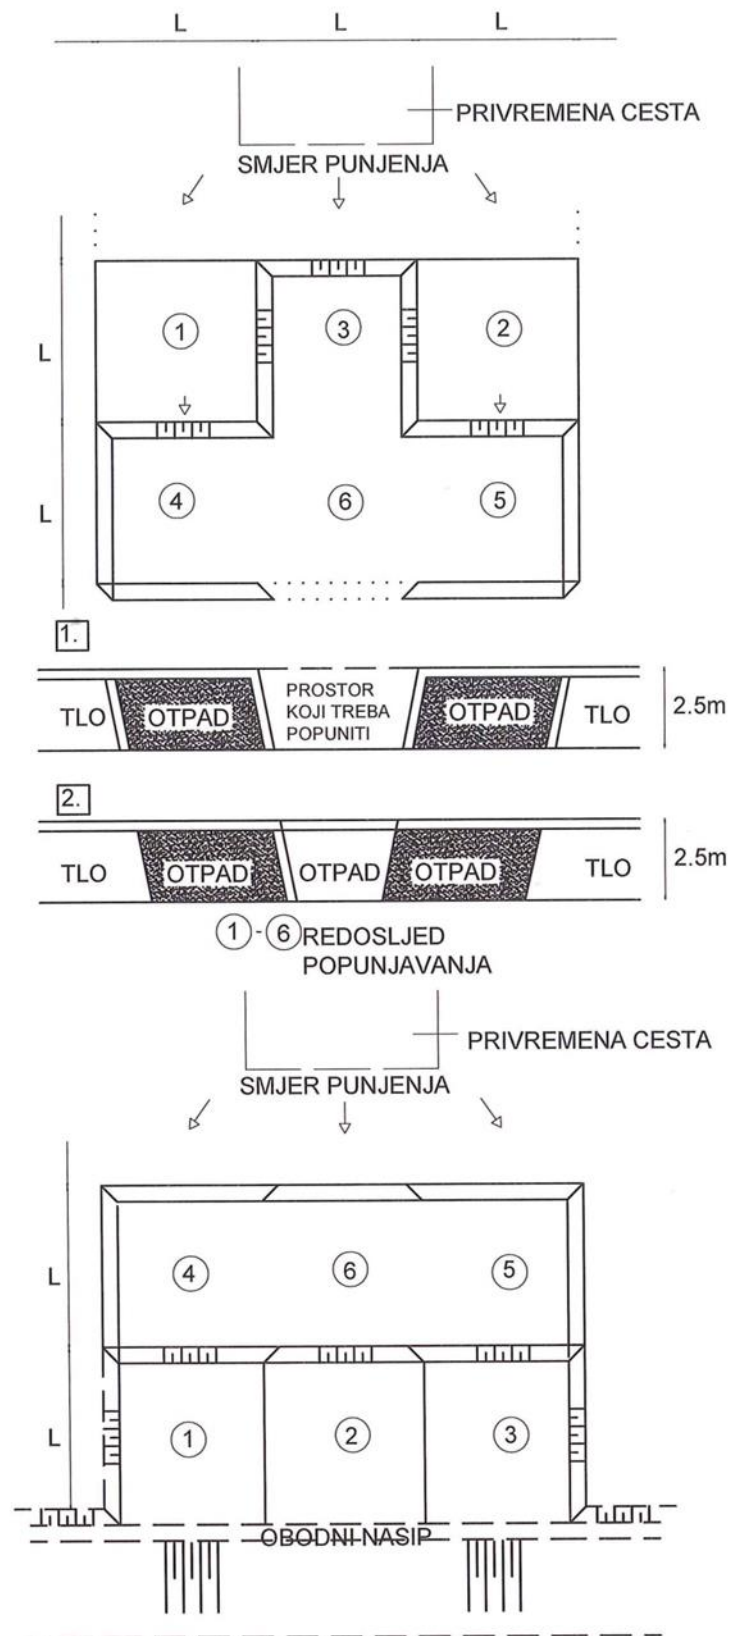 L L L
PRIVREMENA CESTA
SMJER PUNJENJA
1 3 2
L
4 6 5
L
1.
TLO OTPAD PROSTOR KOJI TREBA POPUNITI OTPAD TLO 2.5m
2.
TLO OTPAD OTPAD OTPAD TLO 2.5m
1 - 6 REDOSLJED
POPUNJAVANJA
PRIVREMENA CESTA
SMJER PUNJENJA
L 4 6 5
L 1 2 3
OBODNI NASIP